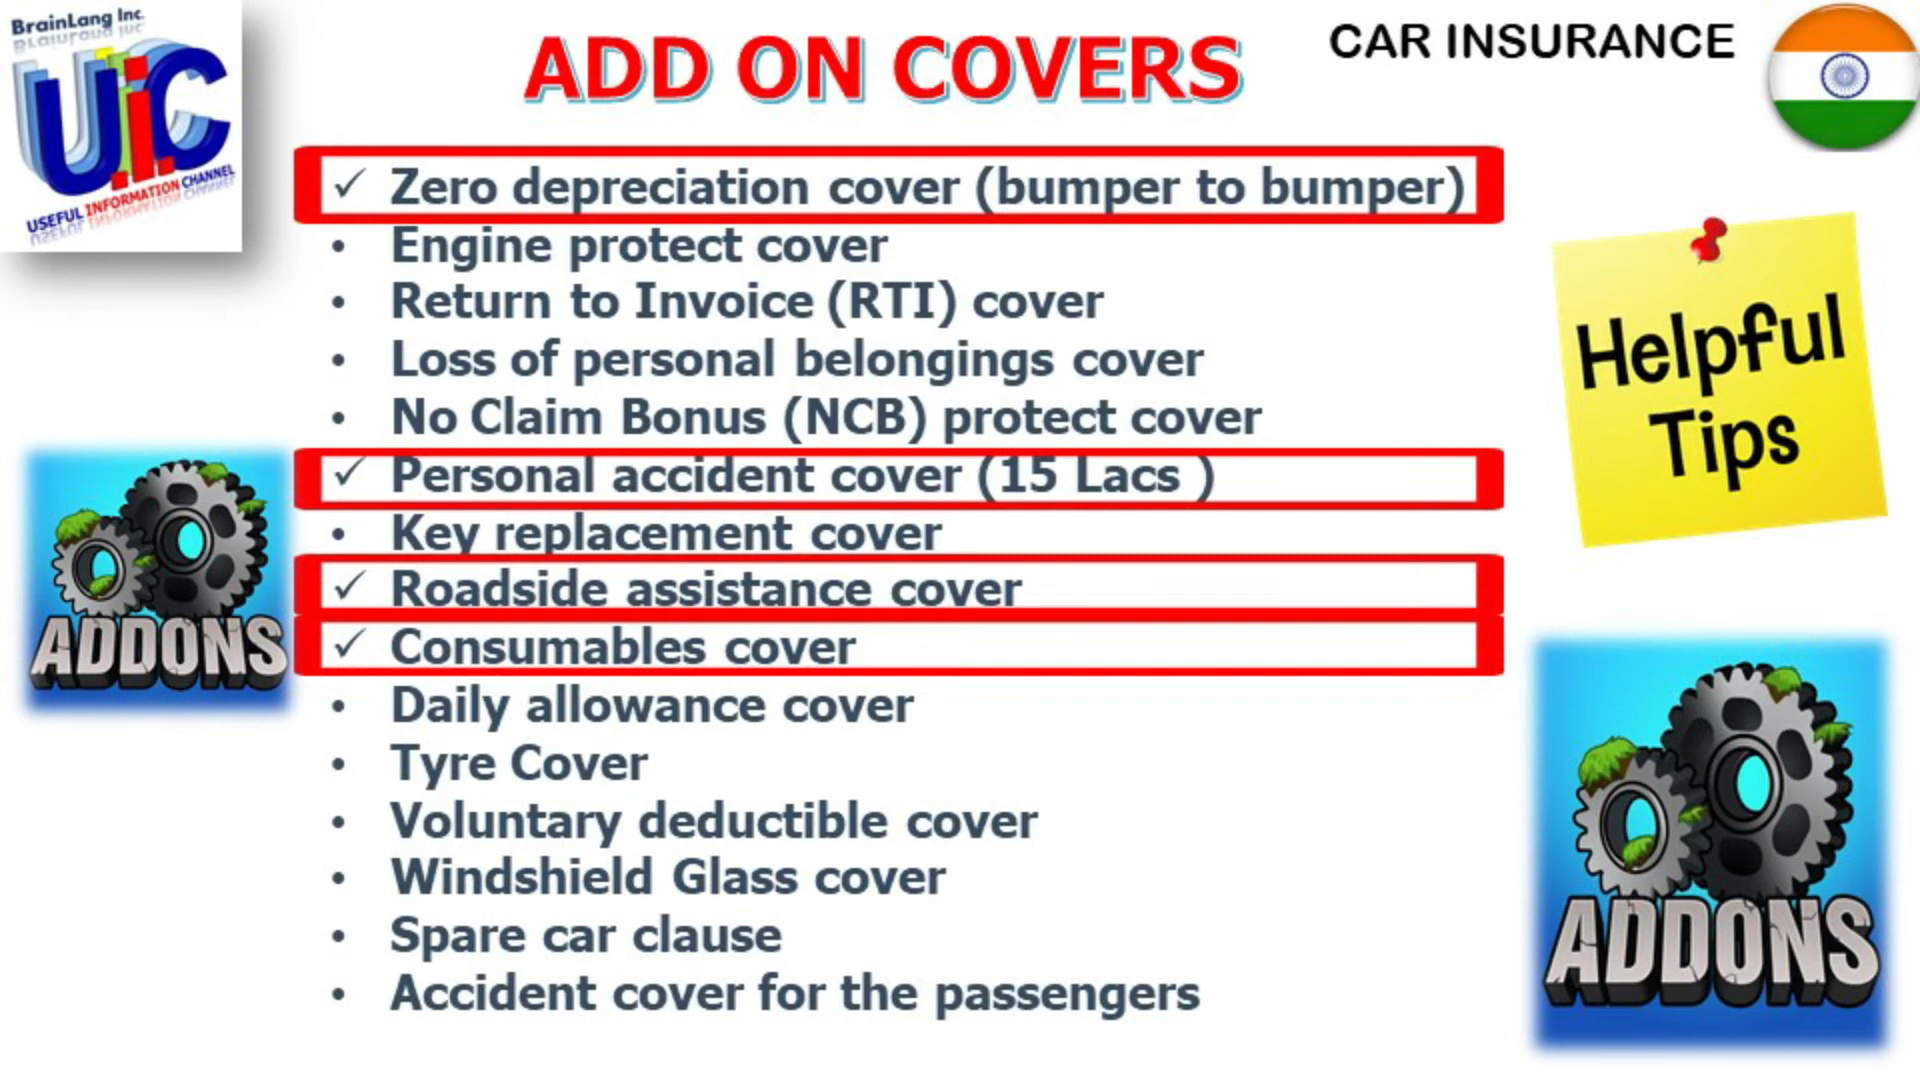 BrainLang Inc.
U.i.C
USEFUL INFORMATION CHANNEL
ADD ON COVERS
CAR INSURANCE
✓ Zero depreciation cover (bumper to bumper)
• Engine protect cover
• Return to Invoice (RTI) cover
• Loss of personal belongings cover
• No Claim Bonus (NCB) protect cover
✓ Personal accident cover (15 Lacs )
• Key replacement cover
✓ Roadside assistance cover
✓ Consumables cover
• Daily allowance cover
• Tyre Cover
• Voluntary deductible cover
• Windshield Glass cover
• Spare car clause
• Accident cover for the passengers
ADDONS
Helpful
Tips
ADDONS